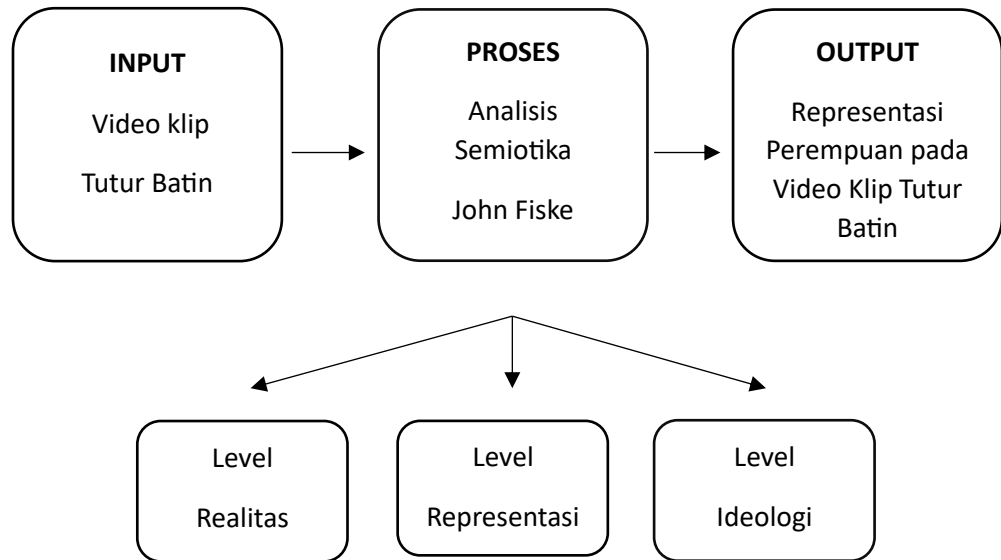 INPUT
Video klip
Tutur Batin
PROSES
Analisis
Semiotika
John Fiske
OUTPUT
Representasi
Perempuan pada
Video Klip Tutur
Batin
Level
Realitas
Level
Representasi
Level
Ideologi